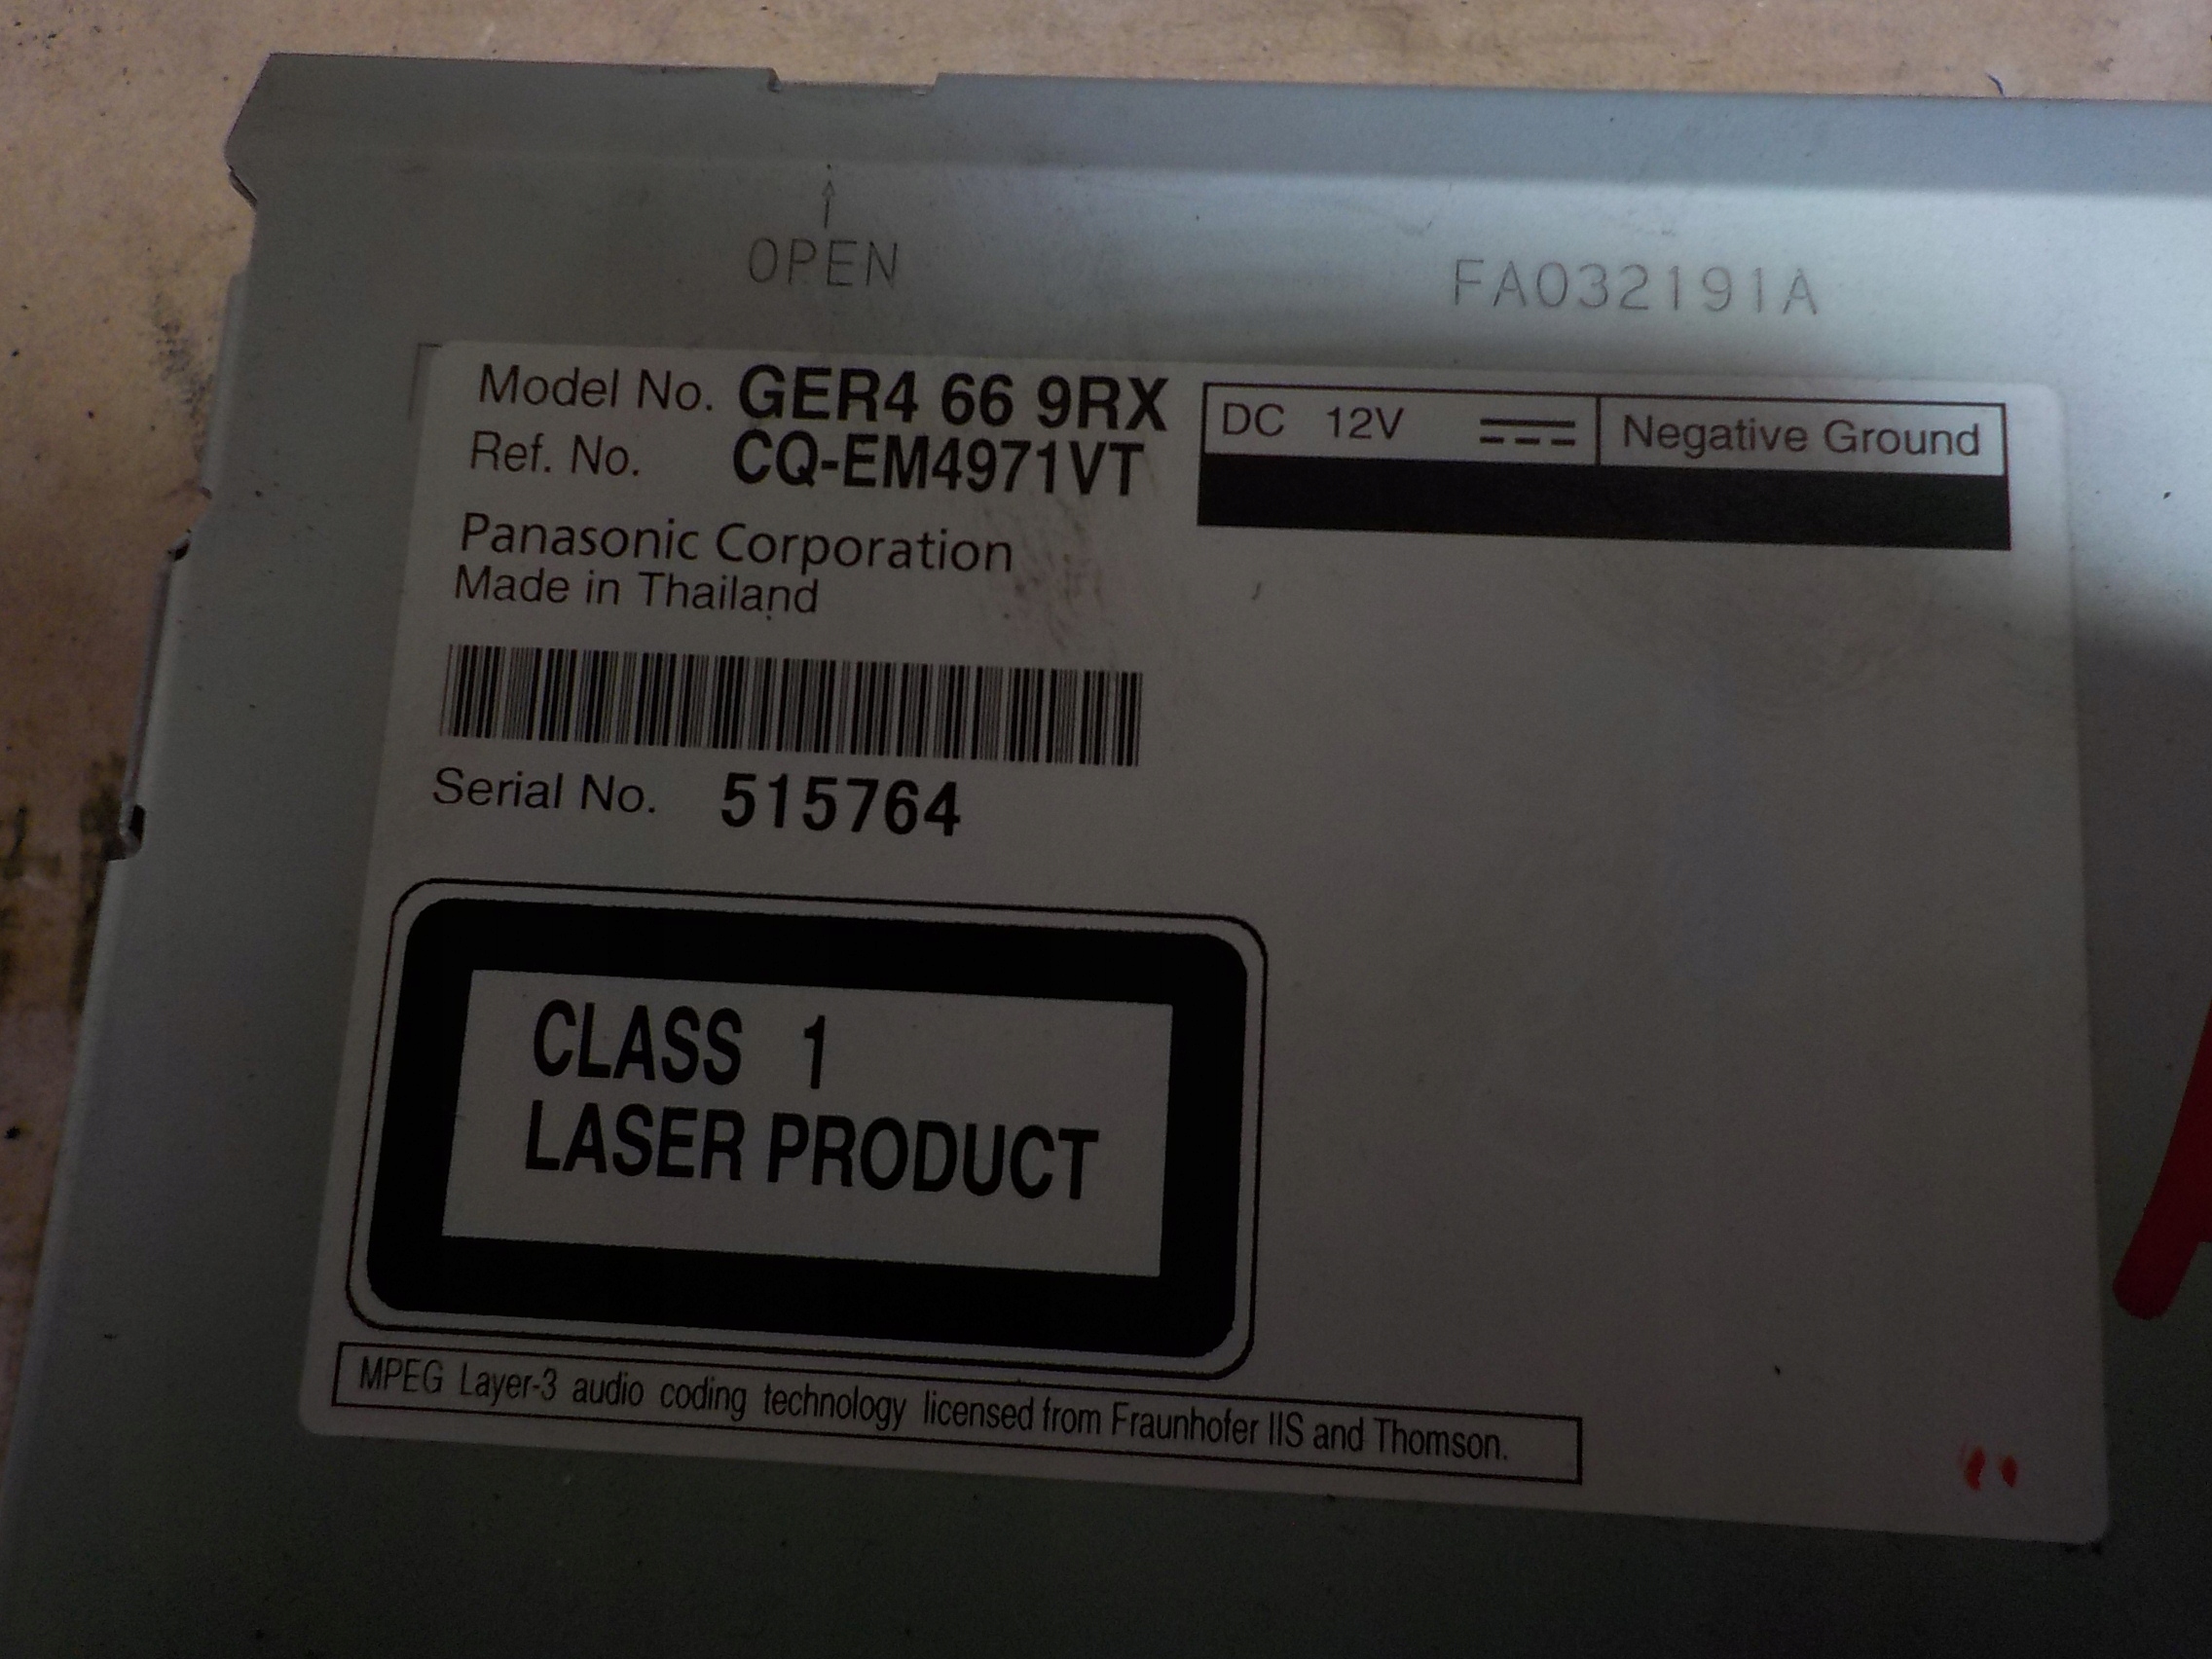 OPEN
FA032191A
Model No. GER4 66 9RX
Ref. No. CQ-EM4971VT
DC 12V Negative Ground
Panasonic Corporation
Made in Thailand
Serial No. 515764
CLASS 1
LASER PRODUCT
MPEG Layer-3 audio coding technology licensed from Fraunhofer IIS and Thomson.